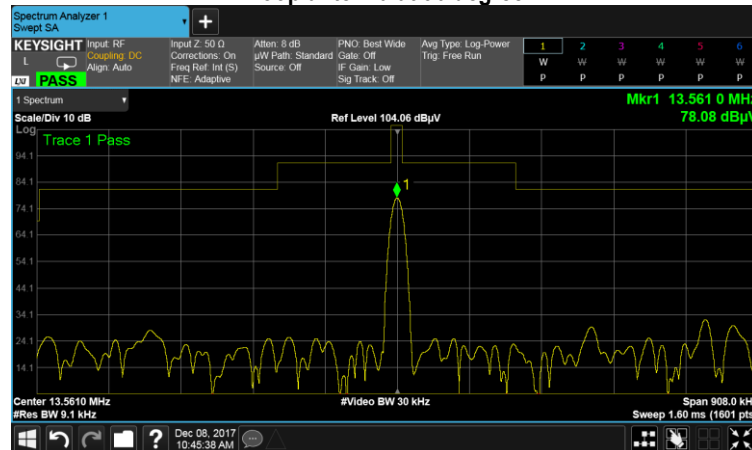 Spectrum Analyzer 1
Swept SA
+
KEYSIGHT Input: RF Input Z: 50 Ω Atten: 8 dB PNO: Best Wide Avg Type: Log-Power 1 2 3 4 5 6
L Coupling: DC Corrections: On µW Path: Standard Gate: Off Trig: Free Run W W W W W W
Align: Auto Freq Ref: Int (S) Source: Off IF Gain: Low
LXI PASS NFE: Adaptive Sig Track: Off P P P P P P
1 Spectrum Mkr1 13.561 0 MHz
Scale/Div 10 dB Ref Level 104.06 dBµV 78.08 dBµV
Log
Trace 1 Pass
94.1
84.1
1
74.1
64.1
54.1
44.1
34.1
24.1
14.1
Center 13.5610 MHz #Video BW 30 kHz Span 908.0 kH
#Res BW 9.1 kHz Sweep 1.60 ms (1601 pts
? Dec 08, 2017
10:45:38 AM